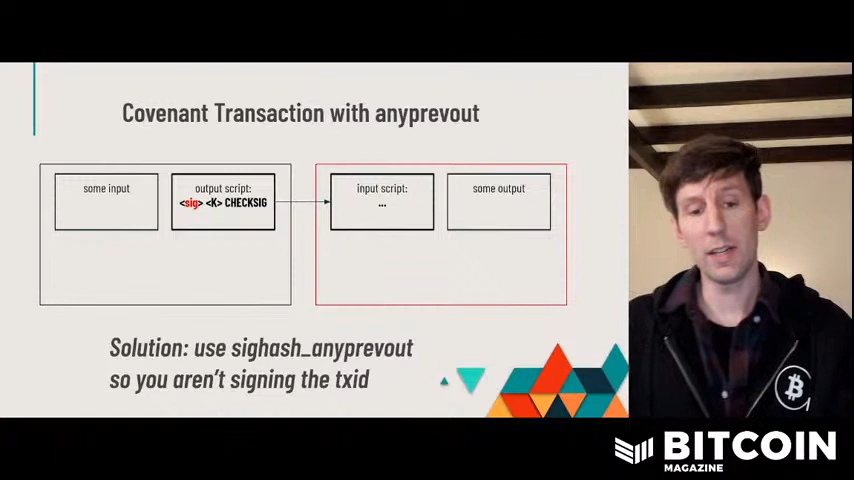 Covenant Transaction with anyprevout
some input
output script:
<sig> <K> CHECKSIG
input script:
...
some output
Solution: use sighash_anyprevout
so you aren't signing the txid
BITCOIN
MAGAZINE